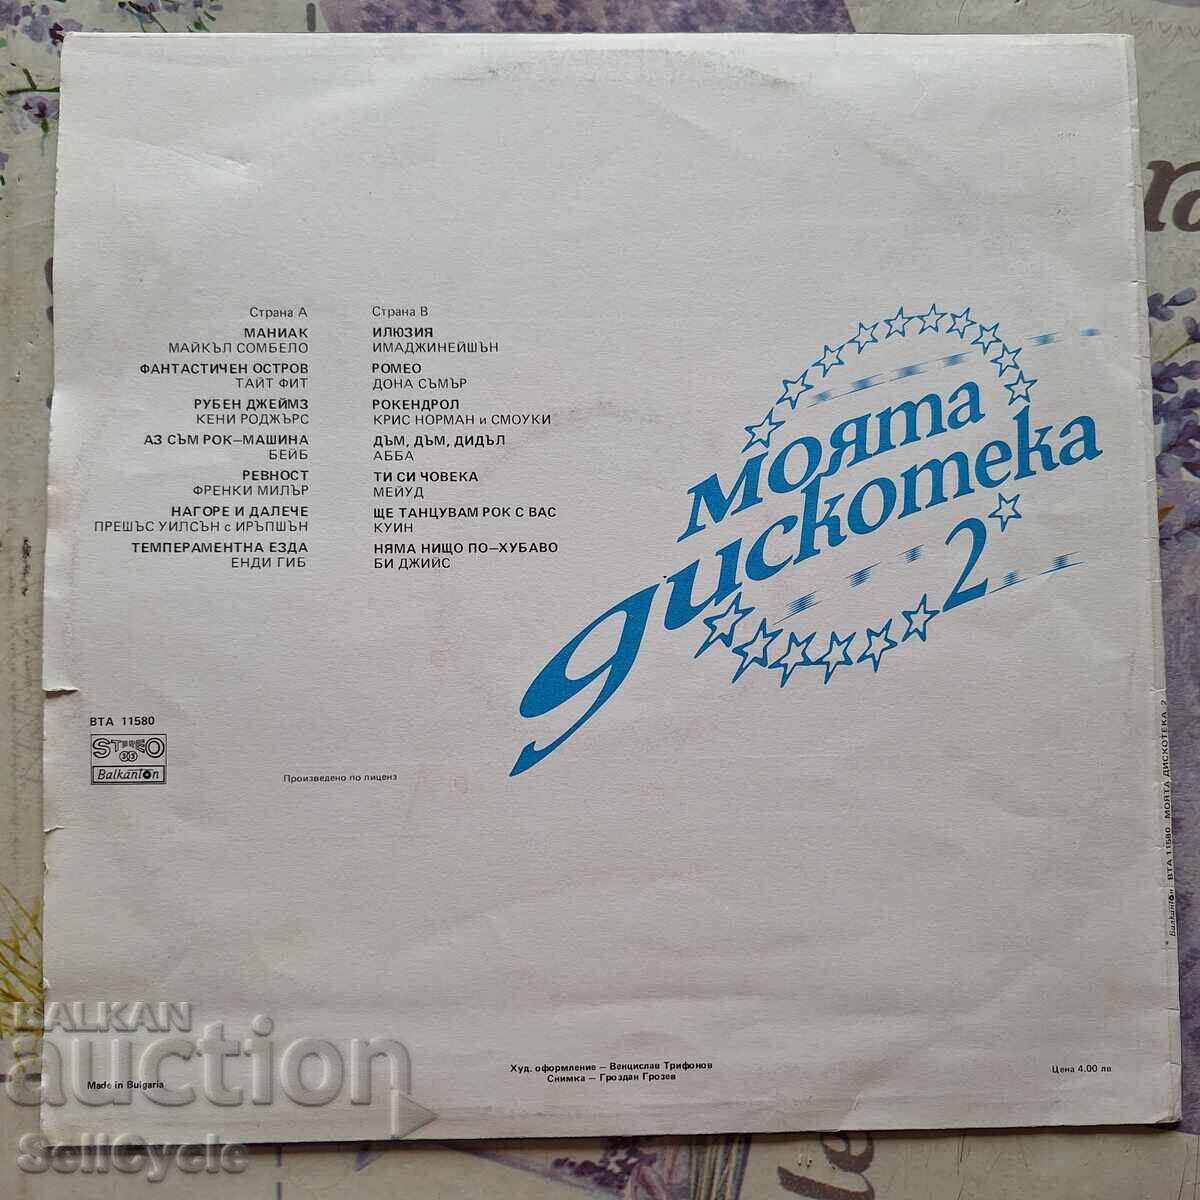 Страна А
МАНИАК
МАЙКЪЛ СОМБЕЛО
ФАНТАСТИЧЕН ОСТРОВ
ТАЙТ ФИТ
РУБЕН ДЖЕЙМЗ
КЕНИ РОДЖЪРС
АЗ СЪМ РОК–МАШИНА
БЕЙБ
РЕВНОСТ
ФРЕНКИ МИЛЪР
НАГОРЕ И ДАЛЕЧЕ
ПРЕШЪС УИЛСЪН с ИРЪПШЪН
ТЕМПЕРАМЕНТНА ЕЗДА
ЕНДИ ГИБ
Страна В
ИЛЮЗИЯ
ИМАДЖИНЕЙШЪН
РОМЕО
ДОНА СЪМЪР
РОКЕНДРОЛ
КРИС НОРМАН и СМОУКИ
ДЪМ, ДЪМ, ДИДЪЛ
АББА
ТИ СИ ЧОВЕКА
МЕЙУД
ЩЕ ТАНЦУВАМ РОК С ВАС
КУИН
НЯМА НИЩО ПО–ХУБАВО
БИ ДЖИЙС
моята
дискотека
2
ВТА 11580
STEREO
33
Balkanton
Произведено по лиценз
Balkanton ВТА 11580 МОЯТА ДИСКОТЕКА 2
Худ. оформление – Венцислав Трифонов
Снимка – Гроздан Грозев
Цена 4.00 лв.
Made in Bulgaria
BALKAN
auction
SellCycle